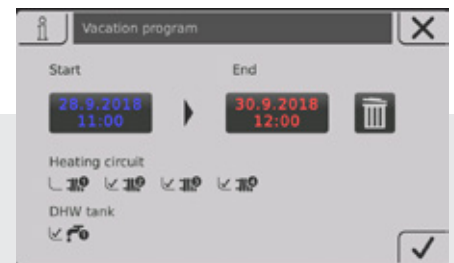 Vacation program
Start End
28.9.2018 30.9.2018
11:00 12:00
Heating circuit
DHW tank